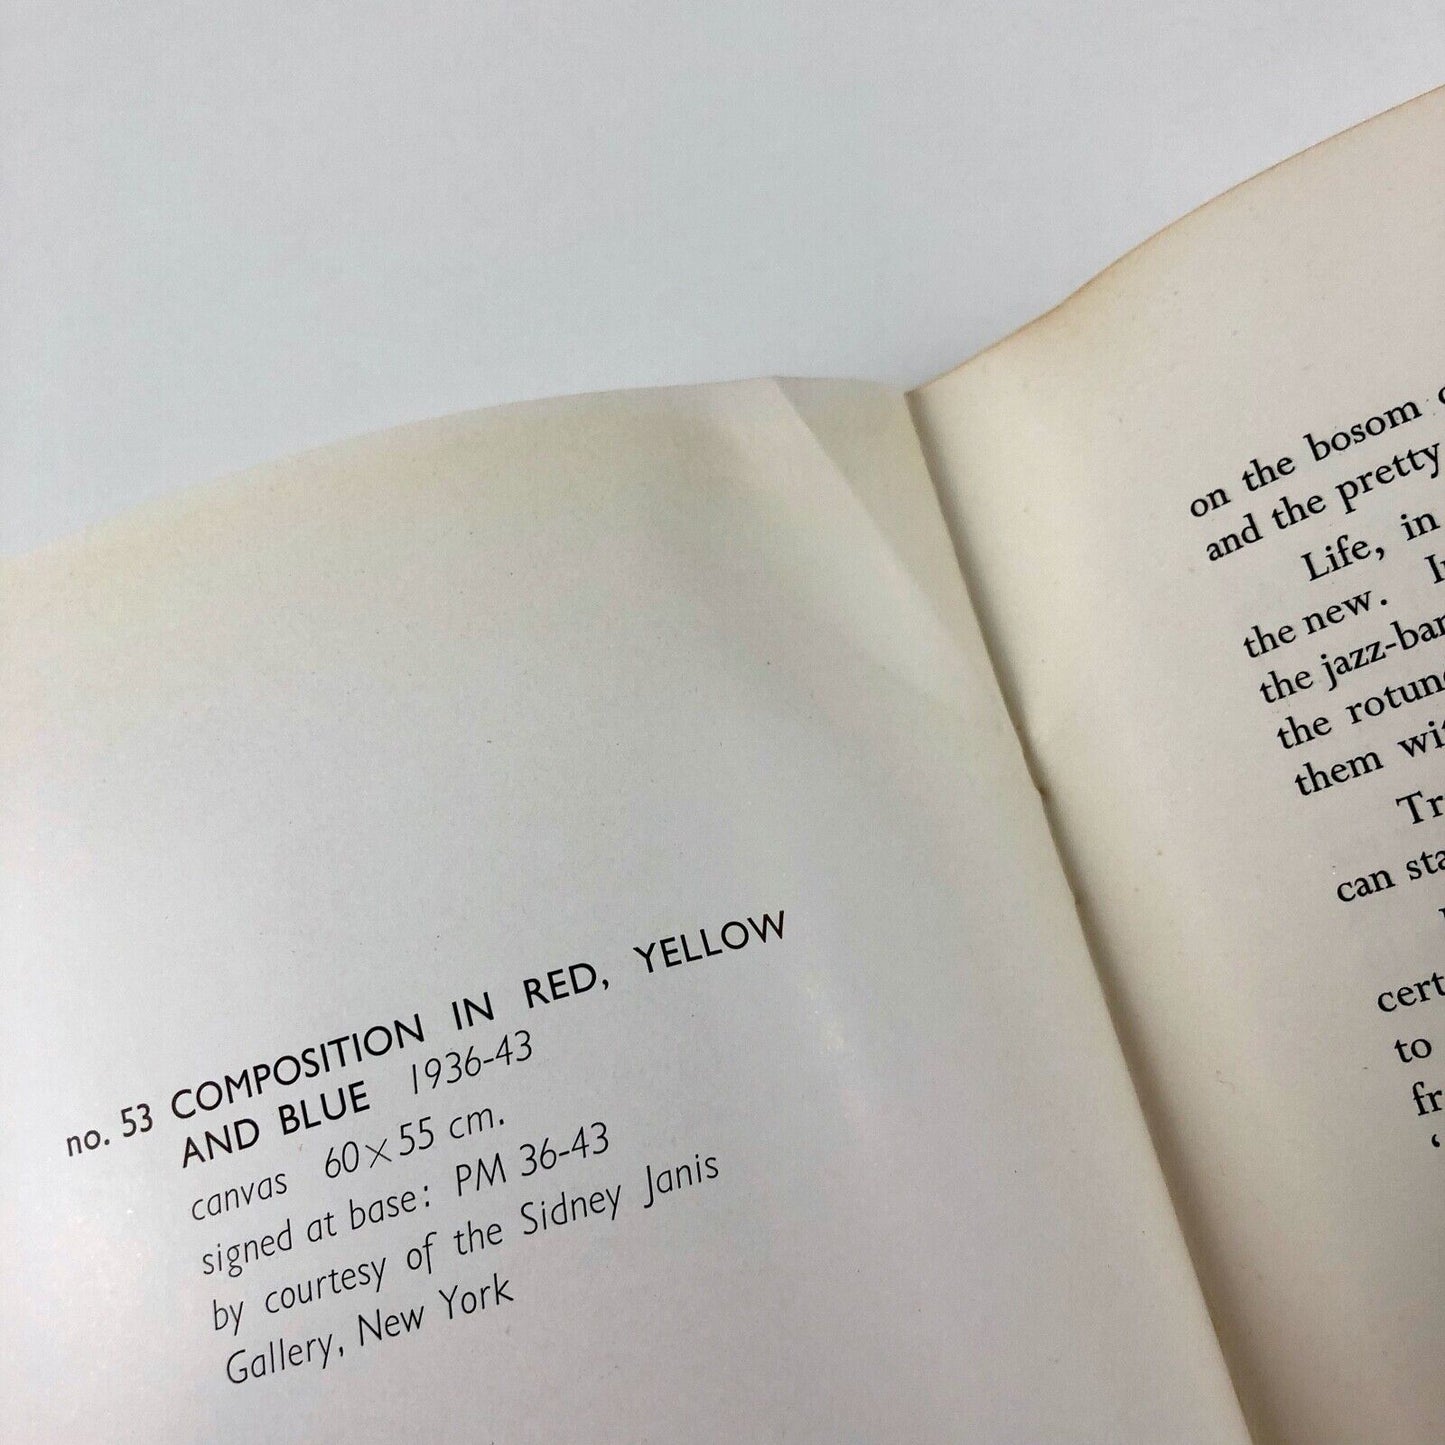 no. 53 COMPOSITION IN RED, YELLOW
AND BLUE 1936-43
canvas 60×55 cm.
signed at base: PM 36-43
by courtesy of the Sidney Janis
Gallery, New York
on the bosom
and the pretty
Life, in
the new.
the jazz-
the
them
can
to